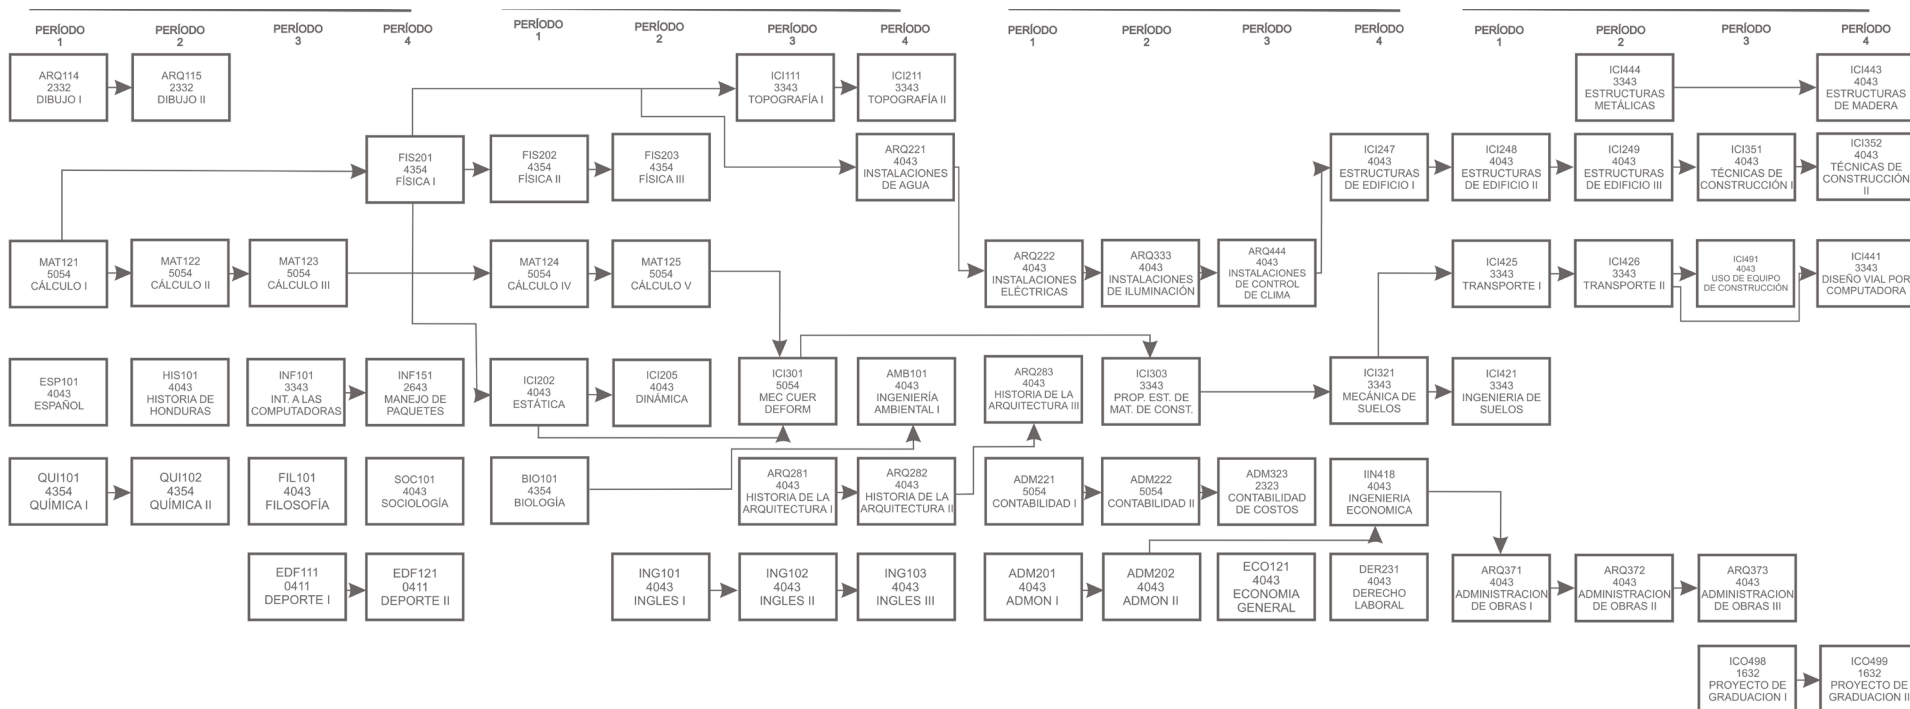 PERÍODO
1
PERÍODO
2
PERÍODO
3
PERÍODO
4
PERÍODO
1
PERÍODO
2
PERÍODO
3
PERÍODO
4
PERÍODO
1
PERÍODO
2
PERÍODO
3
PERÍODO
4
PERÍODO
1
PERÍODO
2
PERÍODO
3
PERÍODO
4
ARQ114
2332
DIBUJO I
ARQ115
2332
DIBUJO II
ICI111
3343
TOPOGRAFÍA I
ICI211
3343
TOPOGRAFÍA II
ICI444
3343
ESTRUCTURAS
METÁLICAS
ICI443
4043
ESTRUCTURAS
DE MADERA
FIS201
4354
FÍSICA I
FIS202
4354
FÍSICA II
FIS203
4354
FÍSICA III
ARQ221
4043
INSTALACIONES
DE AGUA
ICI247
4043
ESTRUCTURAS
DE EDIFICIO I
ICI248
4043
ESTRUCTURAS
DE EDIFICIO II
ICI249
4043
ESTRUCTURAS
DE EDIFICIO III
ICI351
4043
TÉCNICAS DE
CONSTRUCCIÓN I
ICI352
4043
TÉCNICAS DE
CONSTRUCCIÓN
II
MAT121
5054
CÁLCULO I
MAT122
5054
CÁLCULO II
MAT123
5054
CÁLCULO III
MAT124
5054
CÁLCULO IV
MAT125
5054
CÁLCULO V
ARQ222
4043
INSTALACIONES
ELÉCTRICAS
ARQ333
4043
INSTALACIONES
DE ILUMINACIÓN
ARQ444
4043
INSTALACIONES
DE CONTROL
DE CLIMA
ICI425
3343
TRANSPORTE I
ICI426
3343
TRANSPORTE II
ICI491
4043
USO DE EQUIPO
DE CONSTRUCCIÓN
ICI441
3343
DISEÑO VIAL POR
COMPUTADORA
ESP101
4043
ESPAÑOL
HIS101
4043
HISTORIA DE
HONDURAS
INF101
3343
INT. A LAS
COMPUTADORAS
INF151
2643
MANEJO DE
PAQUETES
ICI202
4043
ESTÁTICA
ICI205
4043
DINÁMICA
ICI301
5054
MEC CUER
DEFORM
AMB101
4043
INGENIERÍA
AMBIENTAL I
ARQ283
4043
HISTORIA DE LA
ARQUITECTURA III
ICI303
3343
PROP. EST. DE
MAT. DE CONST.
ICI321
3343
MECÁNICA DE
SUELOS
ICI421
3343
INGENIERIA DE
SUELOS
QUI101
4354
QUÍMICA I
QUI102
4354
QUÍMICA II
FIL101
4043
FILOSOFÍA
SOC101
4043
SOCIOLOGÍA
BIO101
4354
BIOLOGÍA
ARQ281
4043
HISTORIA DE LA
ARQUITECTURA I
ARQ282
4043
HISTORIA DE LA
ARQUITECTURA II
ADM221
5054
CONTABILIDAD I
ADM222
5054
CONTABILIDAD II
ADM323
2323
CONTABILIDAD
DE COSTOS
IIN418
4043
INGENIERIA
ECONOMICA
EDF111
0411
DEPORTE I
EDF121
0411
DEPORTE II
ING101
4043
INGLES I
ING102
4043
INGLES II
ING103
4043
INGLES III
ADM201
4043
ADMON I
ADM202
4043
ADMON II
ECO121
4043
ECONOMIA
GENERAL
DER231
4043
DERECHO
LABORAL
ARQ371
4043
ADMINISTRACION
DE OBRAS I
ARQ372
4043
ADMINISTRACION
DE OBRAS II
ARQ373
4043
ADMINISTRACION
DE OBRAS III
ICO498
1632
PROYECTO DE
GRADUACION I
ICO499
1632
PROYECTO DE
GRADUACION II